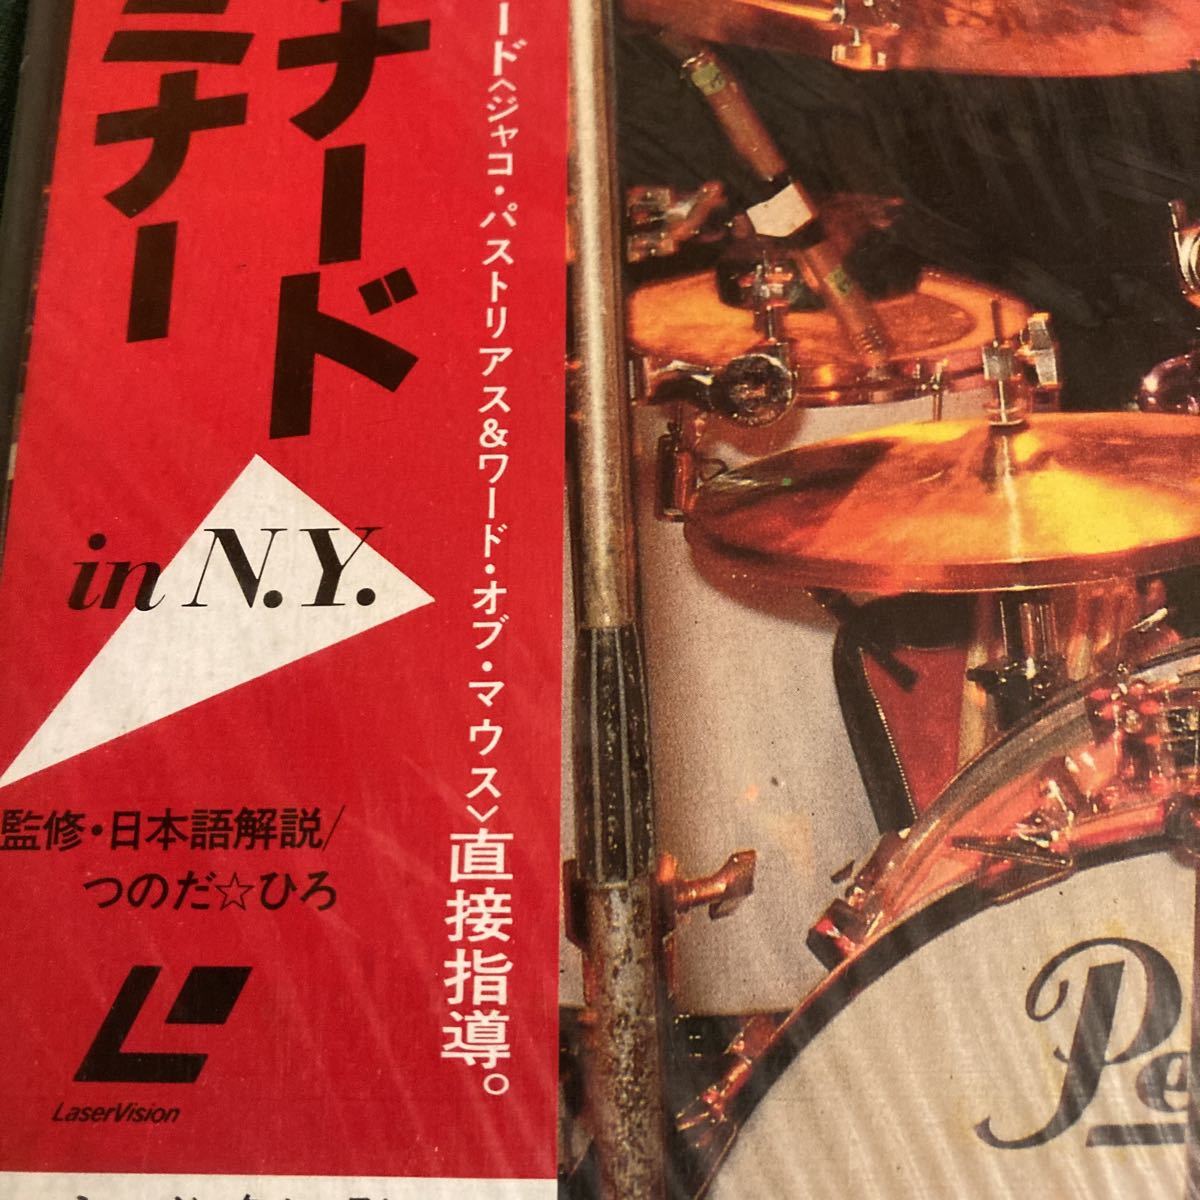 ード〈ジャコ・パストリアス&ワード・オブ・マウス〉直接指導。
ナード
ミナー
in N.Y.
監修・日本語解説/
つのだ☆ひろ
LaserVision
Pe